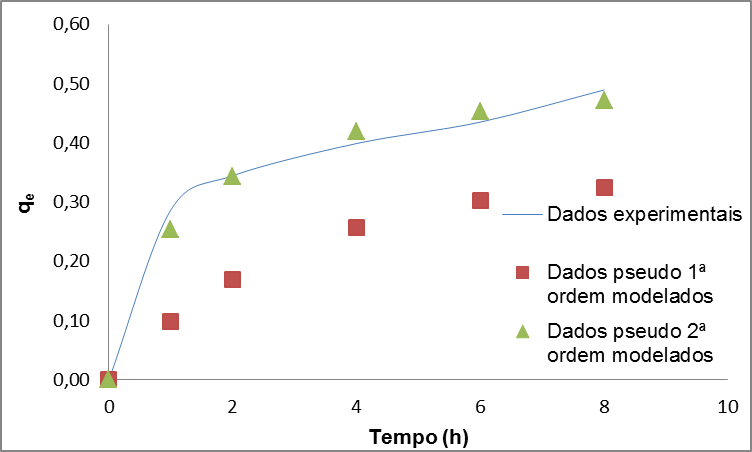 0,60
0,50
0,40
0,30
0,20
0,10
0,00
qe
0
2
4
6
8
10
Tempo (h)
Dados experimentais
Dados pseudo 1ª
ordem modelados
Dados pseudo 2ª
ordem modelados